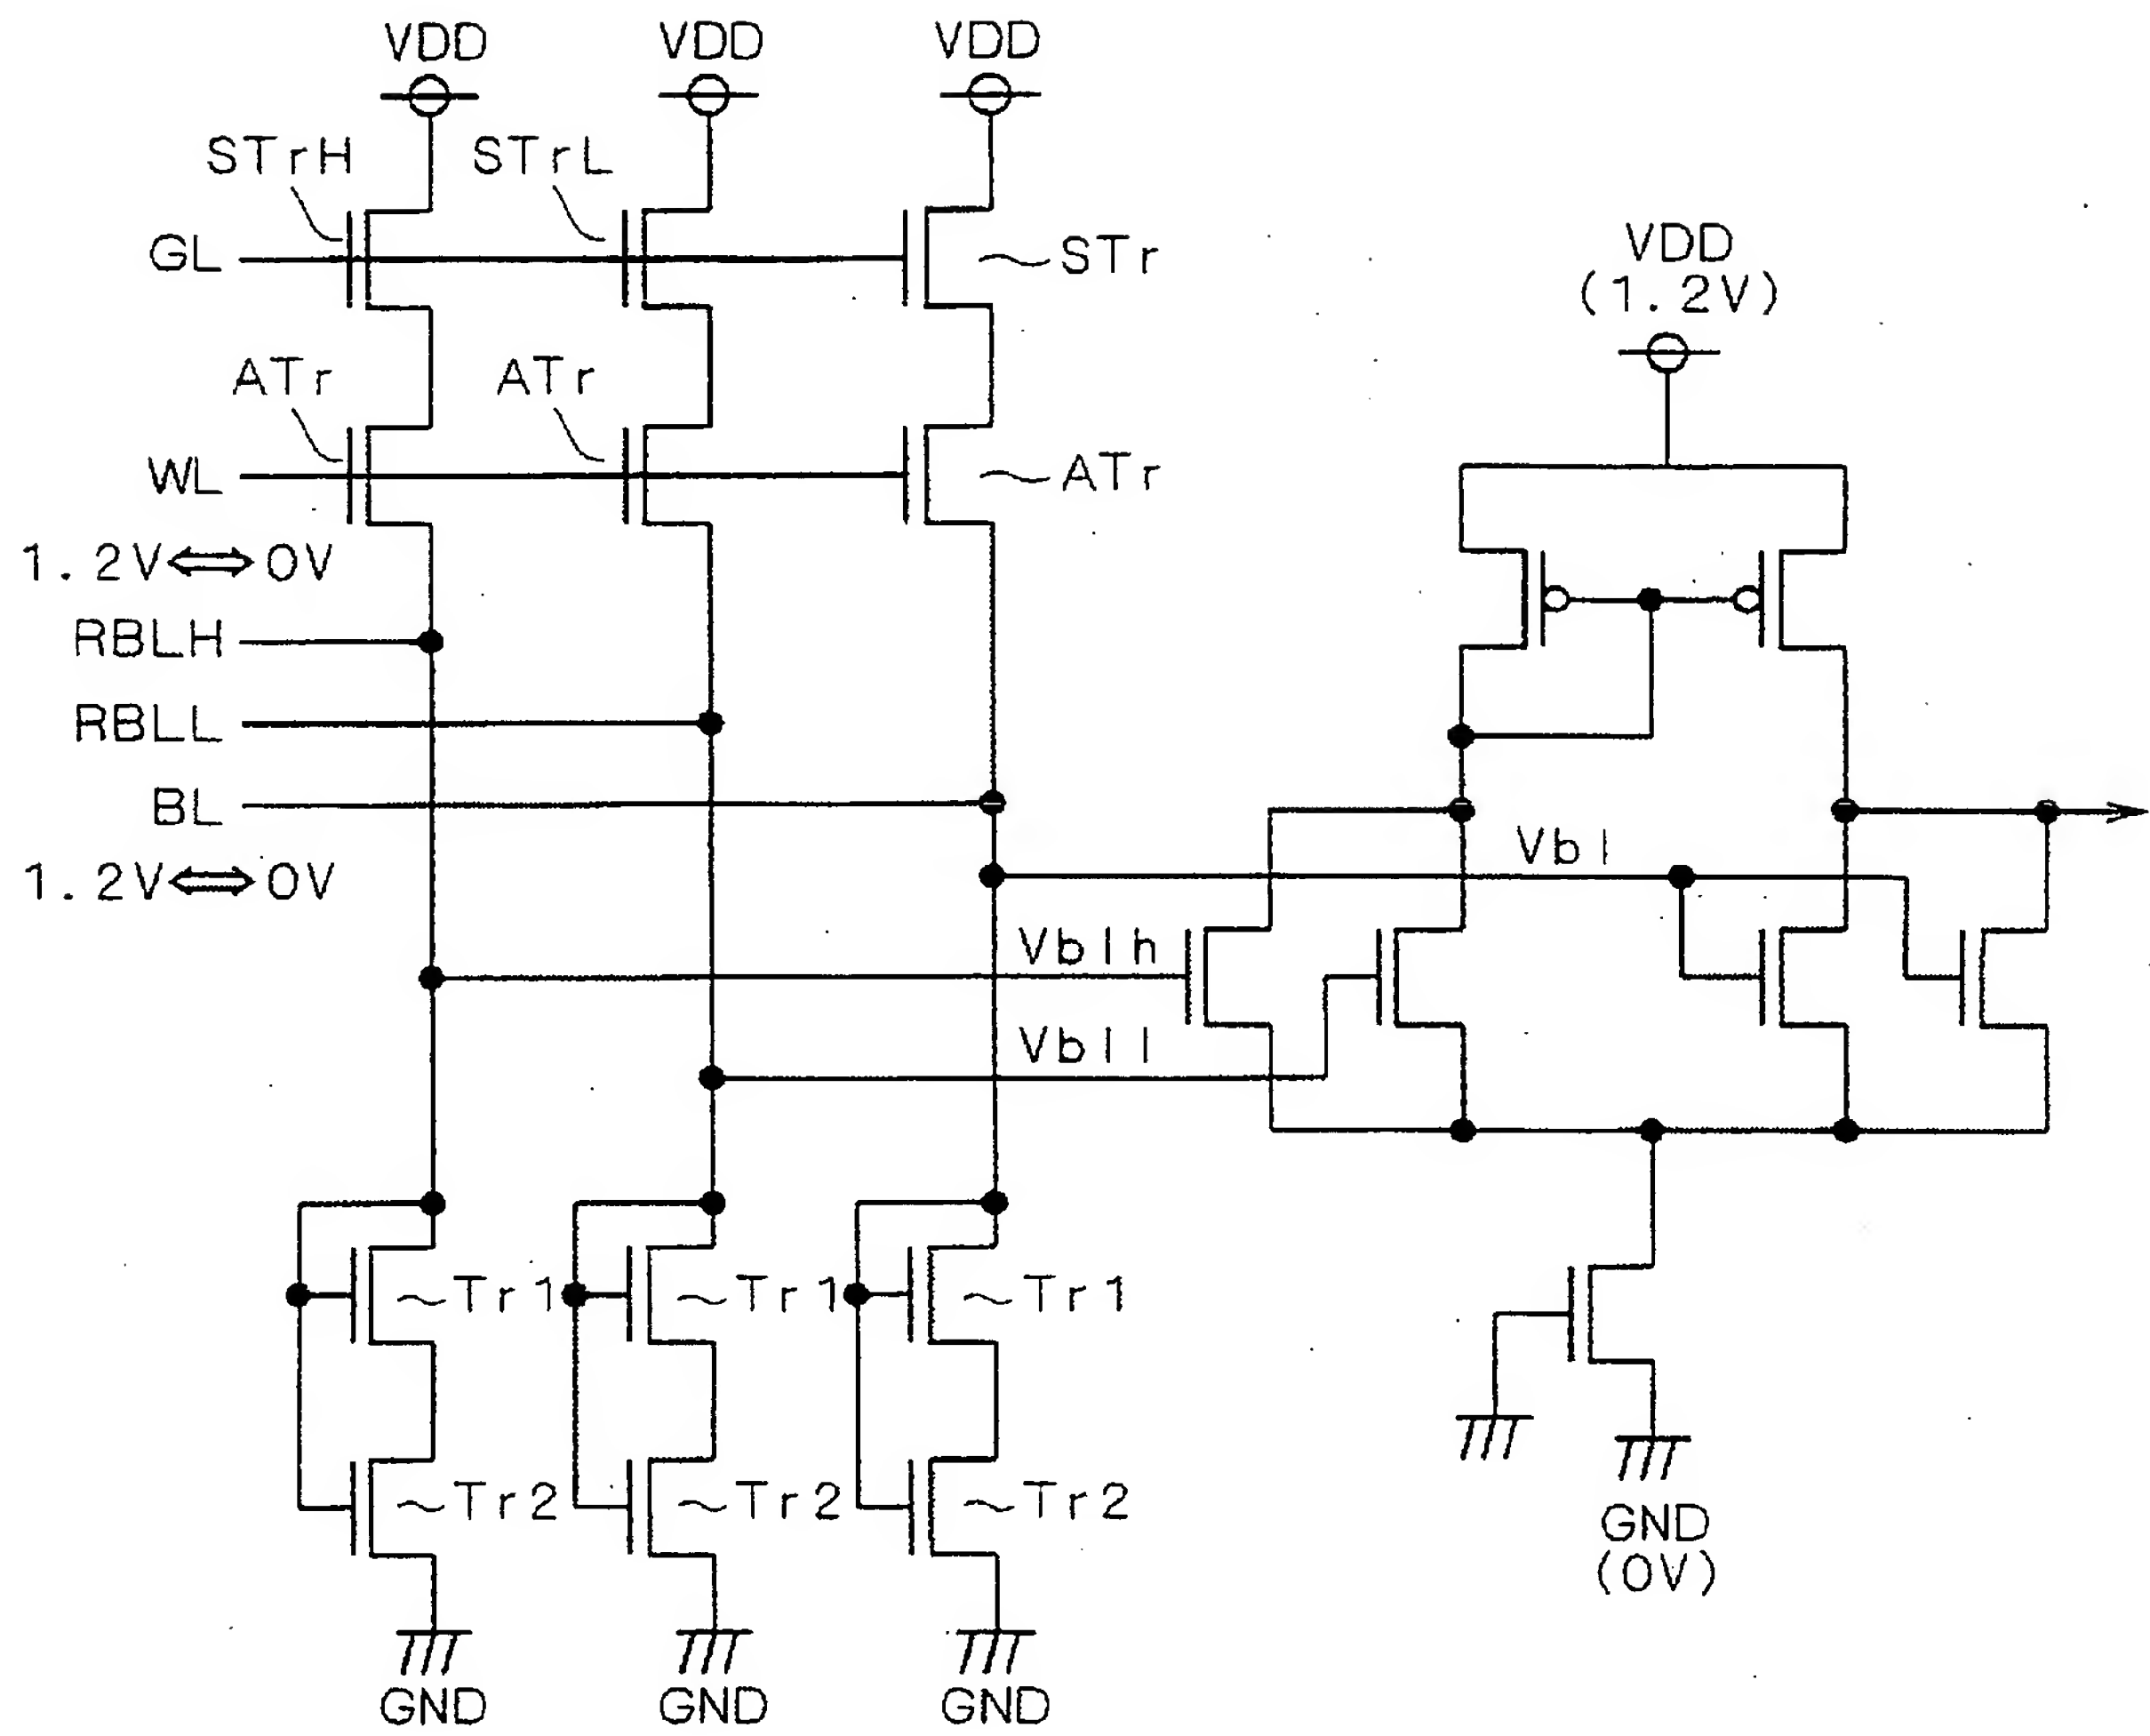 VDD VDD VDD
STrH STrL
GL STr
VDD
(1.2V)
ATr ATr
WL ATr
1.2V⇔0V
RBLH
RBLL
BL
Vbl
1.2V⇔0V
Vblh
Vbll
Tr1 Tr1 Tr1
Tr2 Tr2 Tr2
GND
(0V)
GND GND GND